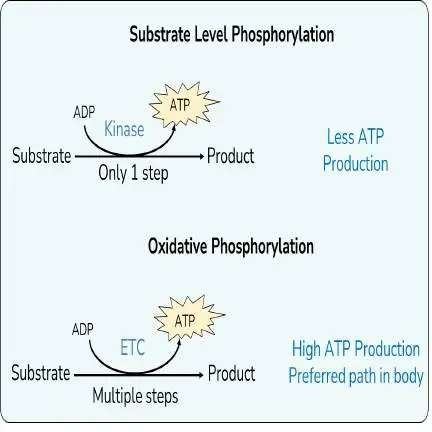 Substrate Level Phosphorylation
ADP
Kinase
ATP
Substrate
Product
Only 1 step
Less ATP
Production
Oxidative Phosphorylation
ADP
ETC
ATP
Substrate
Product
Multiple steps
High ATP Production
Preferred path in body